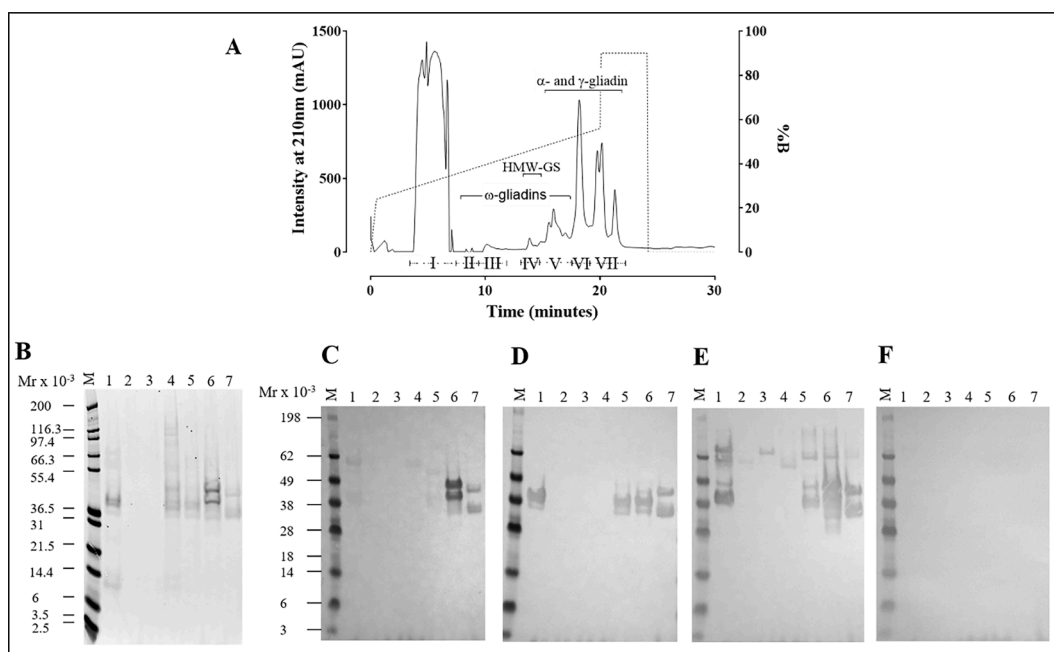 A
Intensity at 210nm (mAU)
1500
1000
500
0
100
80
60
40
20
0
%B
α- and γ-gliadin
HMW-GS
ω-gliadins
I II III IV V VI VII
0 10 20 30
Time (minutes)
B
Mr x 10-3 M 1 2 3 4 5 6 7
200
116.3
97.4
66.3
55.4
36.5
31
21.5
14.4
6
3.5
2.5
C
Mr x 10-3 M 1 2 3 4 5 6 7
198
62
49
38
28
18
14
6
3
D
M 1 2 3 4 5 6 7
E
M 1 2 3 4 5 6 7
F
1 2 3 4 5 6 7